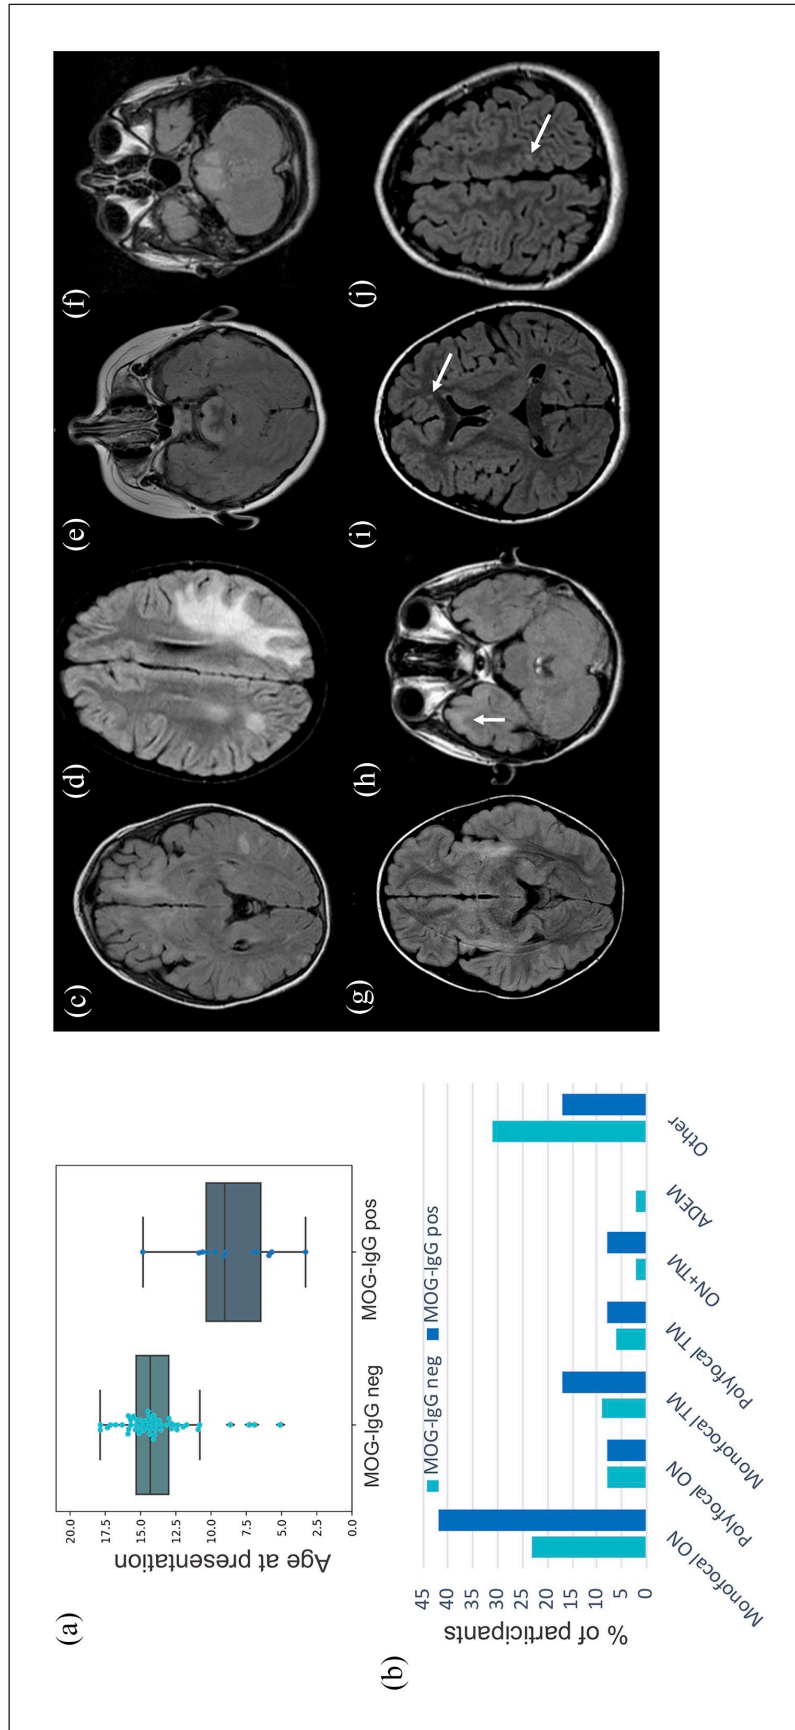 (a)
20.0
17.5
15.0
12.5
10.0
7.5
5.0
2.5
0.0
Age at presentation
MOG-IgG neg
MOG-IgG pos
(b)
MOG-IgG neg
MOG-IgG pos
45
40
35
30
25
20
15
10
5
0
% of participants
Monofocal ON
Polyfocal ON
Monofocal TM
Polyfocal TM
ON+TM
ADEM
Other
(c)
(d)
(e)
(f)
(g)
(h)
(i)
(j)